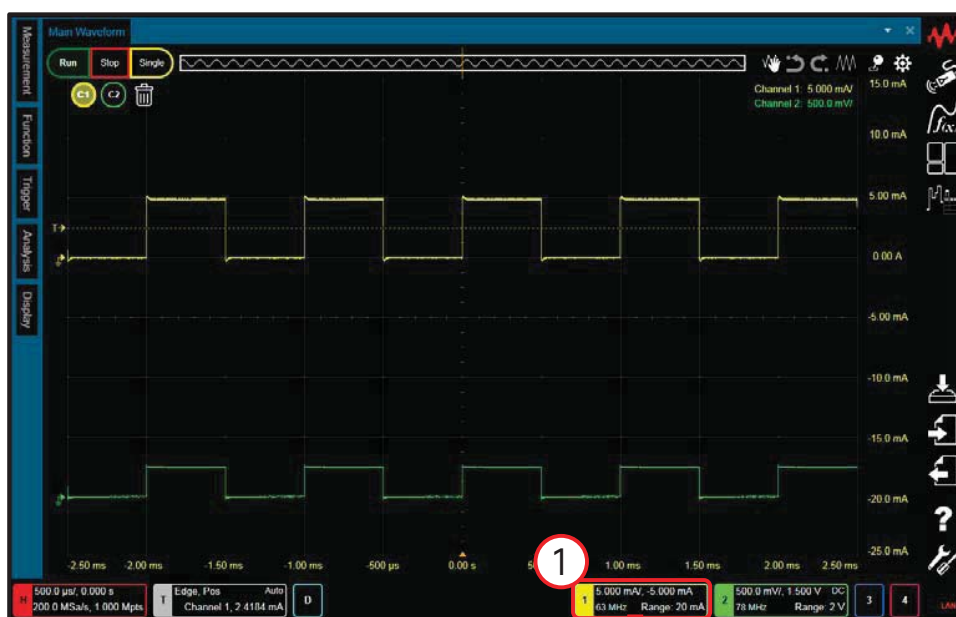 Main Waveform
Measurement
Function
Trigger
Analysis
Display
Run Stop Single
C1 C2
Channel 1: 5.000 mA/
Channel 2: 500.0 mV/
15.0 mA
10.0 mA
5.00 mA
0.00 A
-5.00 mA
-10.0 mA
-15.0 mA
-20.0 mA
-25.0 mA
T
f(x)
-2.50 ms -2.00 ms -1.50 ms -1.00 ms -500 µs 0.00 s 1.00 ms 1.50 ms 2.00 ms 2.50 ms
1
?
H 500.0 µs/, 0.000 s
200.0 MSa/s, 1.000 Mpts
T Edge, Pos Auto
Channel 1, 2.4184 mA
D
1 5.000 mA/, -5.000 mA
63 MHz Range: 20 mA
2 500.0 mV/, 1.500 V DC
78 MHz Range: 2 V
3 4
LAN